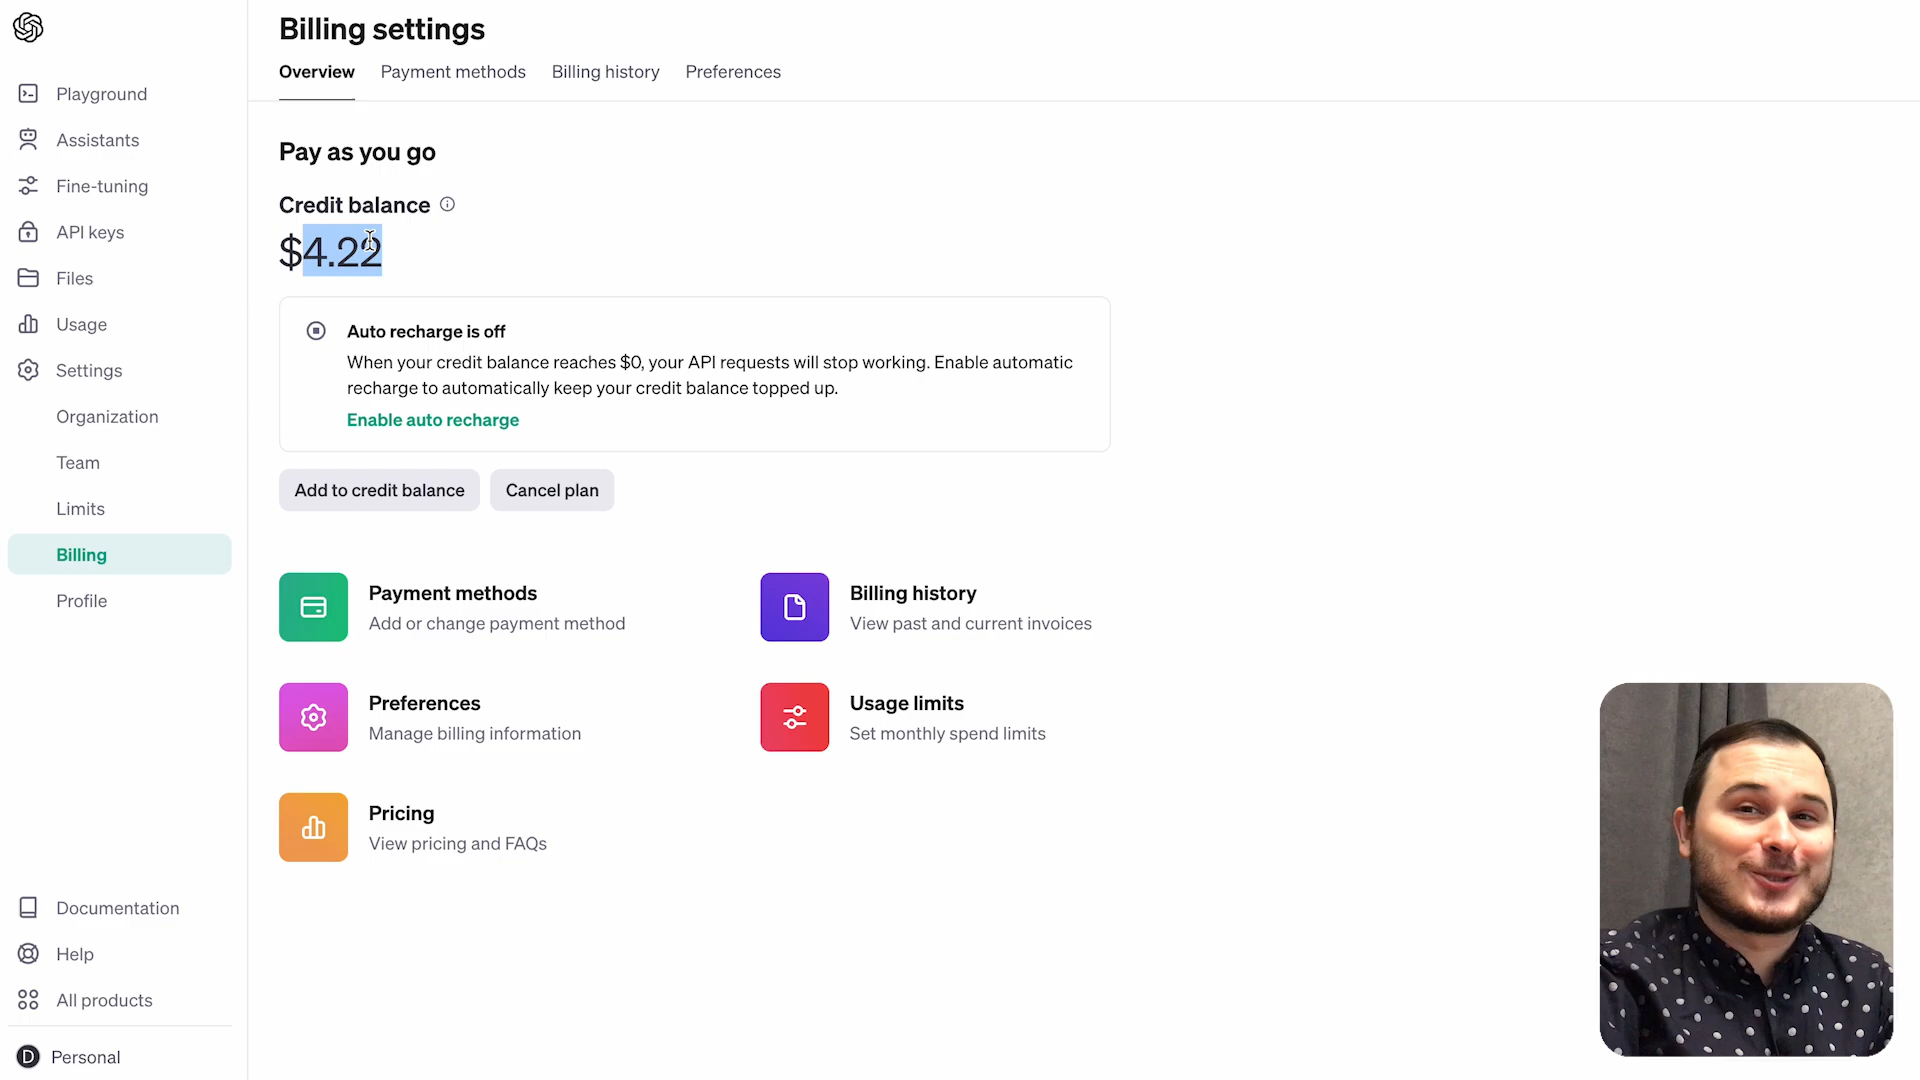 Billing settings
Overview
Payment methods
Billing history
Preferences
Playground
Assistants
Fine-tuning
API keys
Files
Usage
Settings
Organization
Team
Limits
Billing
Profile
Documentation
Help
All products
D Personal
Pay as you go
Credit balance
$4.22
Auto recharge is off
When your credit balance reaches $0, your API requests will stop working. Enable automatic
recharge to automatically keep your credit balance topped up.
Enable auto recharge
Add to credit balance
Cancel plan
Payment methods
Add or change payment method
Billing history
View past and current invoices
Preferences
Manage billing information
Usage limits
Set monthly spend limits
Pricing
View pricing and FAQs